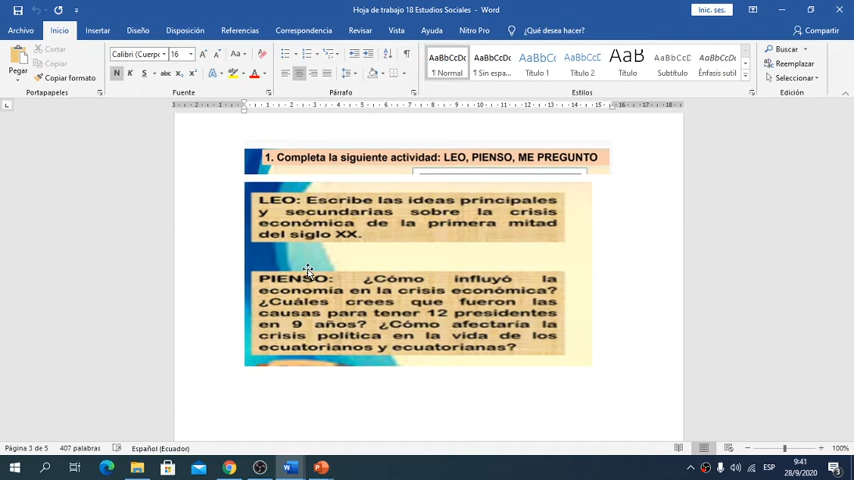 Hoja de trabajo 18 Estudios Sociales - Word
Inic. ses.
Archivo Inicio Insertar Diseño Disposición Referencias Correspondencia Revisar Vista Ayuda Nitro Pro ¿Qué desea hacer? Compartir
Pegar
Cortar
Copiar
Copiar formato
Portapapeles
Calibri (Cuerpo 16
N K S abc x₂ x²
Fuente
Párrafo
AaBbCcDc AaBbCcDc AaBbCc AaBbCcD AaB AaBbCcD AaBbCcDc
¶ Normal ¶ Sin espa... Título 1 Título 2 Título Subtítulo Énfasis sutil
Estilos
Buscar
Reemplazar
Seleccionar
Edición
1. Completa la siguiente actividad: LEO, PIENSO, ME PREGUNTO
LEO: Escribe las ideas principales
y secundarias sobre la crisis
económica de la primera mitad
del siglo XX.
PIENSO: ¿Cómo influyó la
economía en la crisis económica?
¿Cuáles crees que fueron las
causas para tener 12 presidentes
en 9 años? ¿Cómo afectaría la
crisis política en la vida de los
ecuatorianos y ecuatorianas?
Página 3 de 5 407 palabras Español (Ecuador) 100%
ESP
9:41
28/9/2020